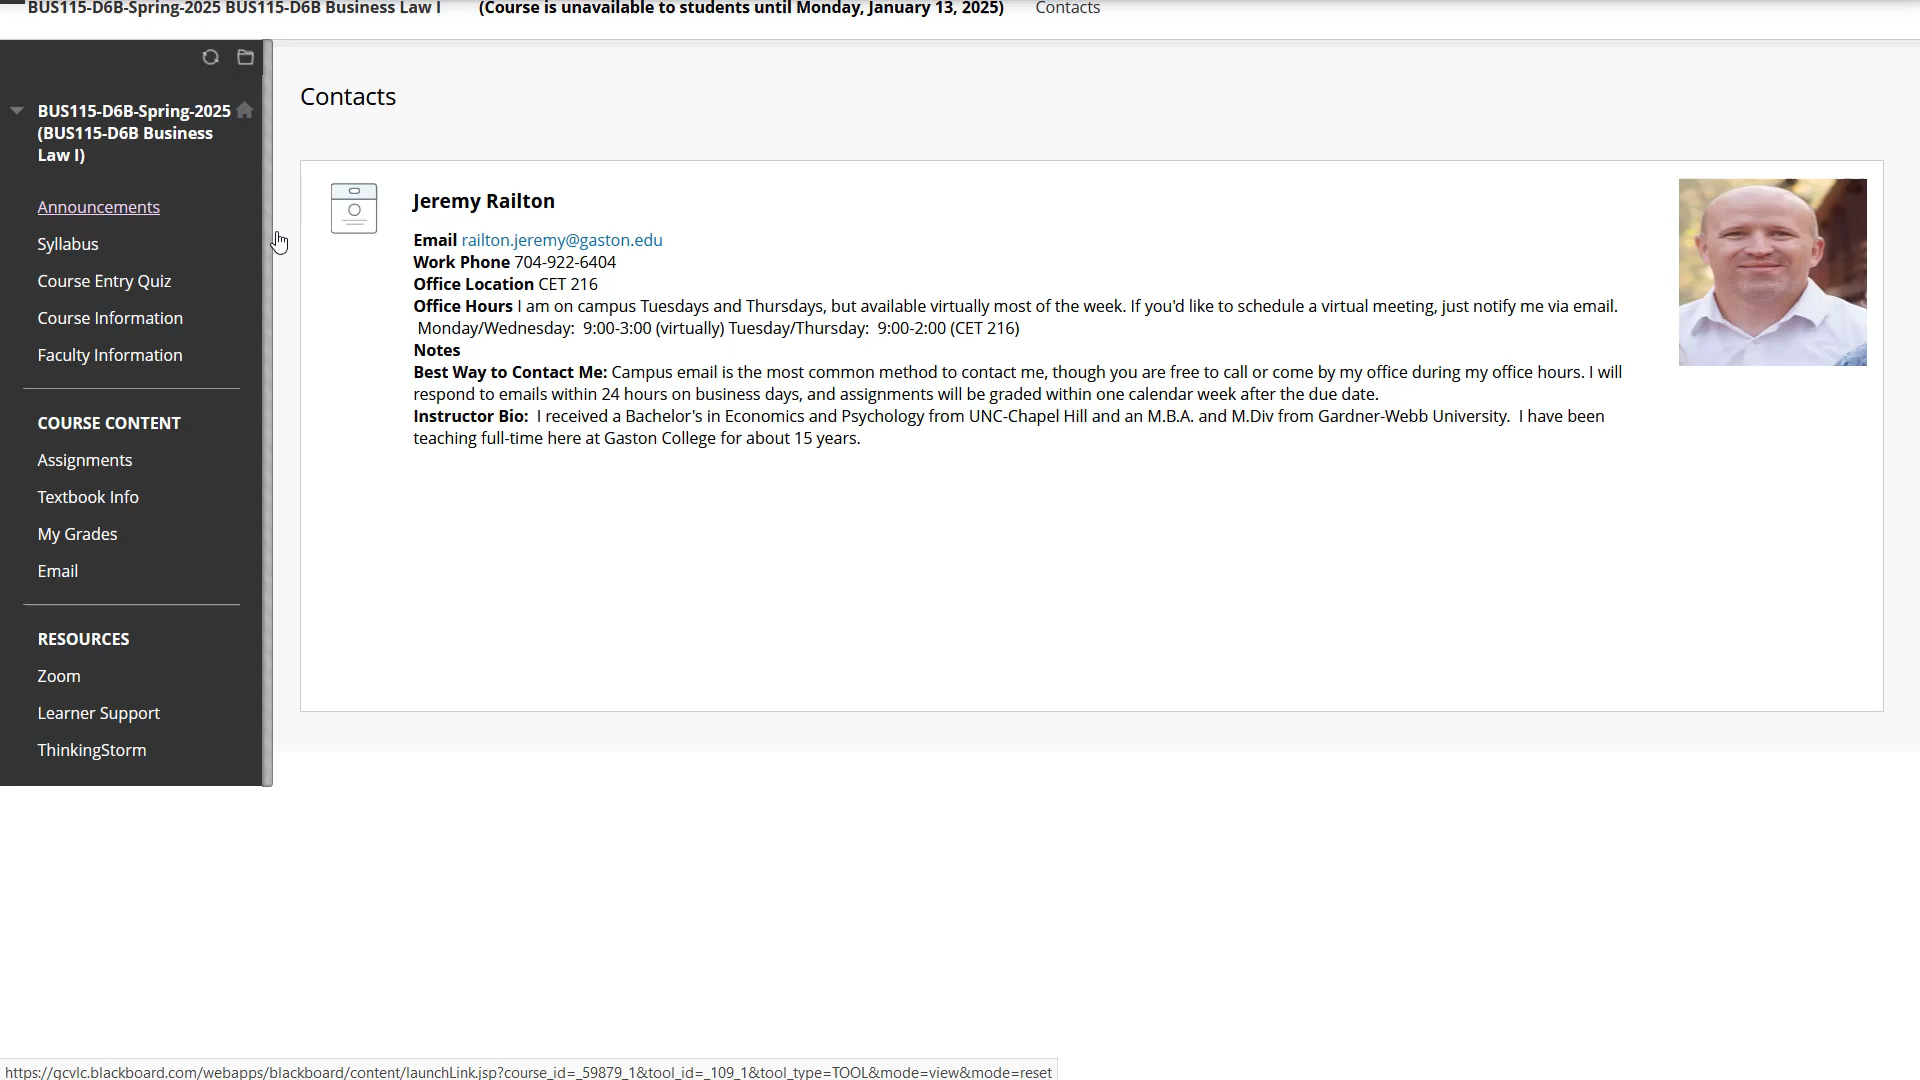 BUS115-D6B-Spring-2025 BUS115-D6B Business Law I (Course is unavailable to students until Monday, January 13, 2025) Contacts
BUS115-D6B-Spring-2025
(BUS115-D6B Business
Law I)
Announcements
Syllabus
Course Entry Quiz
Course Information
Faculty Information
COURSE CONTENT
Assignments
Textbook Info
My Grades
Email
RESOURCES
Zoom
Learner Support
ThinkingStorm
Contacts
Jeremy Railton
Email railton.jeremy@gaston.edu
Work Phone 704-922-6404
Office Location CET 216
Office Hours I am on campus Tuesdays and Thursdays, but available virtually most of the week. If you'd like to schedule a virtual meeting, just notify me via email.
Monday/Wednesday: 9:00-3:00 (virtually) Tuesday/Thursday: 9:00-2:00 (CET 216)
Notes
Best Way to Contact Me: Campus email is the most common method to contact me, though you are free to call or come by my office during my office hours. I will
respond to emails within 24 hours on business days, and assignments will be graded within one calendar week after the due date.
Instructor Bio: I received a Bachelor's in Economics and Psychology from UNC-Chapel Hill and an M.B.A. and M.Div from Gardner-Webb University. I have been
teaching full-time here at Gaston College for about 15 years.
https://gcvlc.blackboard.com/webapps/blackboard/content/launchLink.jsp?course_id=_59879_1&tool_id=_109_1&tool_type=TOOL&mode=view&mode=reset